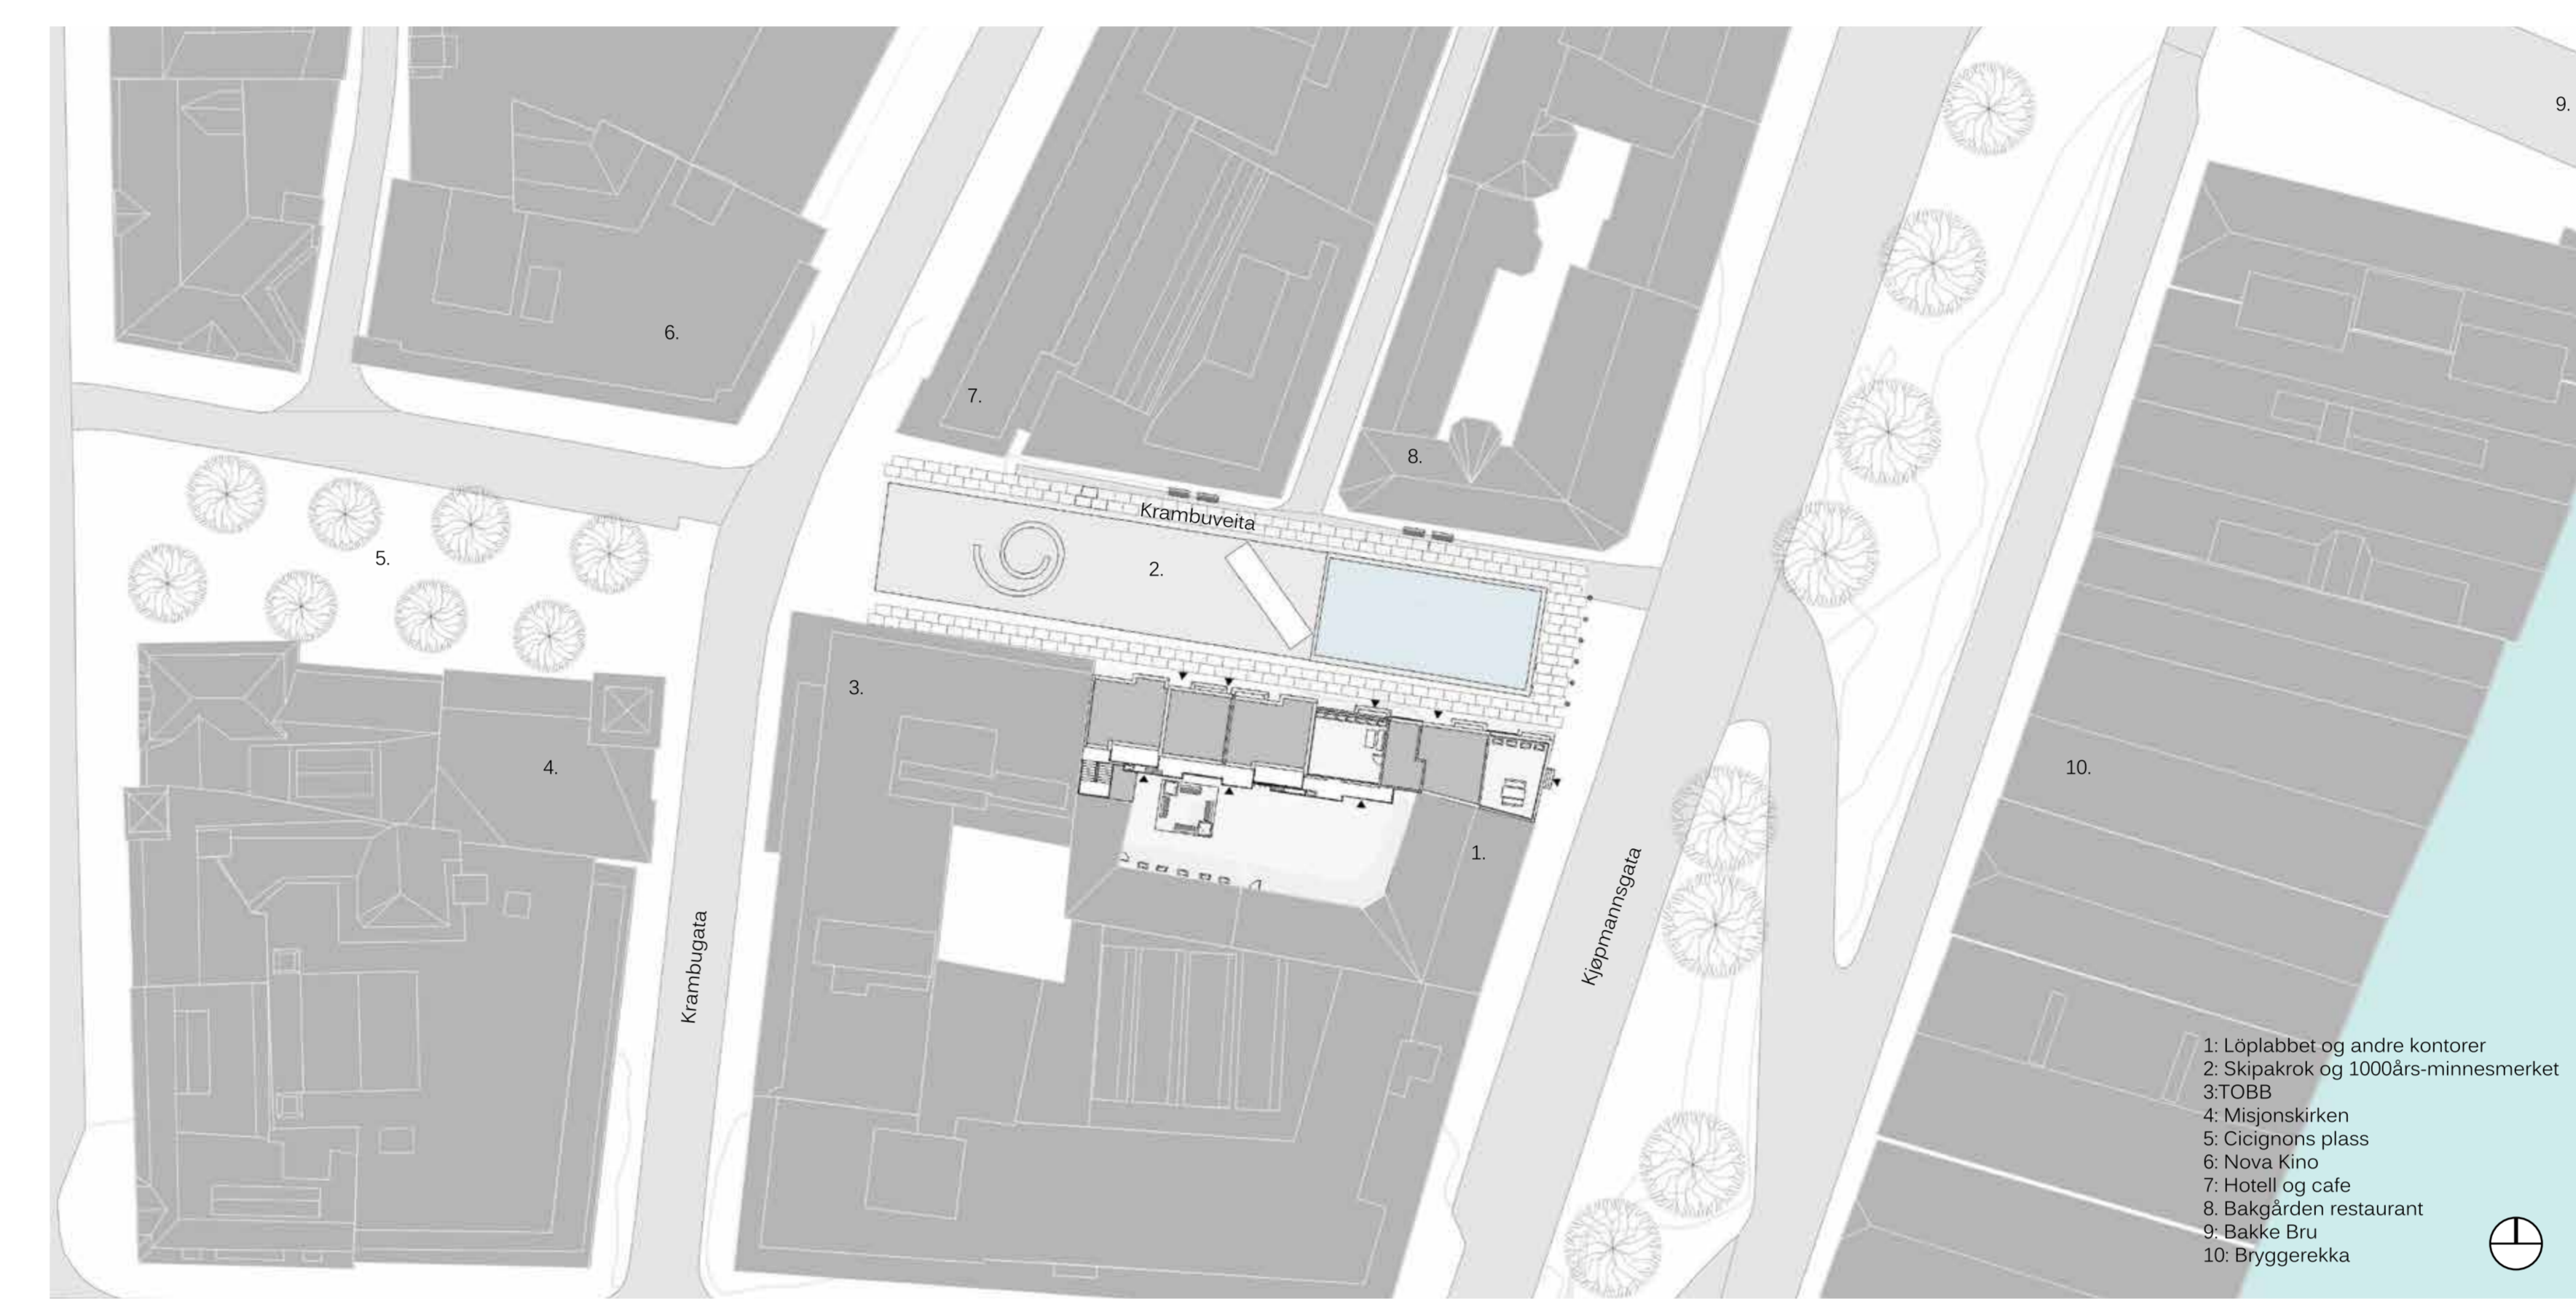 9.
6.
7.
8.
Krambuveita
5.
2.
3.
4.
10.
1.
Krambugata
Kjøpmannsgata
1: Löplabbet og andre kontorer
2: Skipakrok og 1000års-minnesmerket
3:TOBB
4: Misjonskirken
5: Cicignons plass
6: Nova Kino
7: Hotell og cafe
8. Bakgården restaurant
9: Bakke Bru
10: Bryggerekka